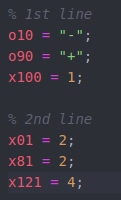 % 1st line
o10 = "-";
o90 = "+";
x100 = 1;
% 2nd line
x01 = 2;
x81 = 2;
x121 = 4;